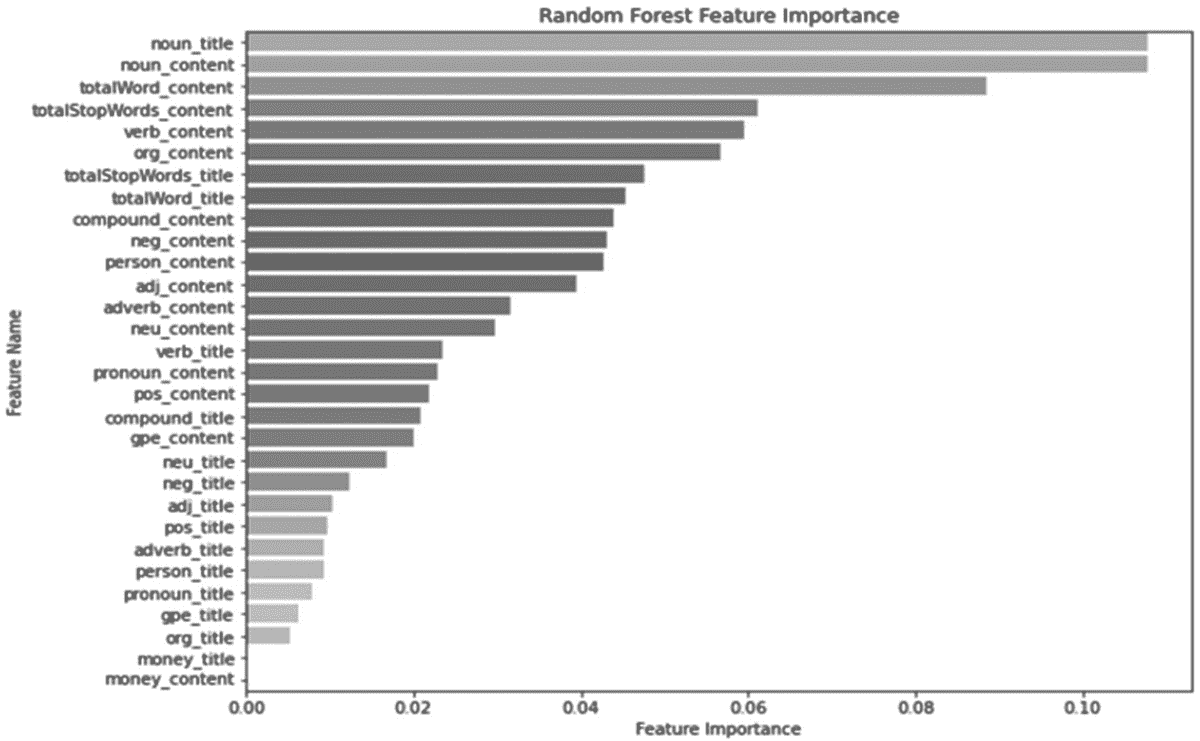 Random Forest Feature Importance
noun_title
noun_content
totalWord_content
totalStopWords_content
verb_content
org_content
totalStopWords_title
totalWord_title
compound_content
neg_content
person_content
adj_content
adverb_content
neu_content
verb_title
pronoun_content
pos_content
compound_title
gpe_content
neu_title
neg_title
adj_title
pos_title
adverb_title
person_title
pronoun_title
gpe_title
org_title
money_title
money_content
Feature Name
0.00 0.02 0.04 0.06 0.08 0.10
Feature Importance